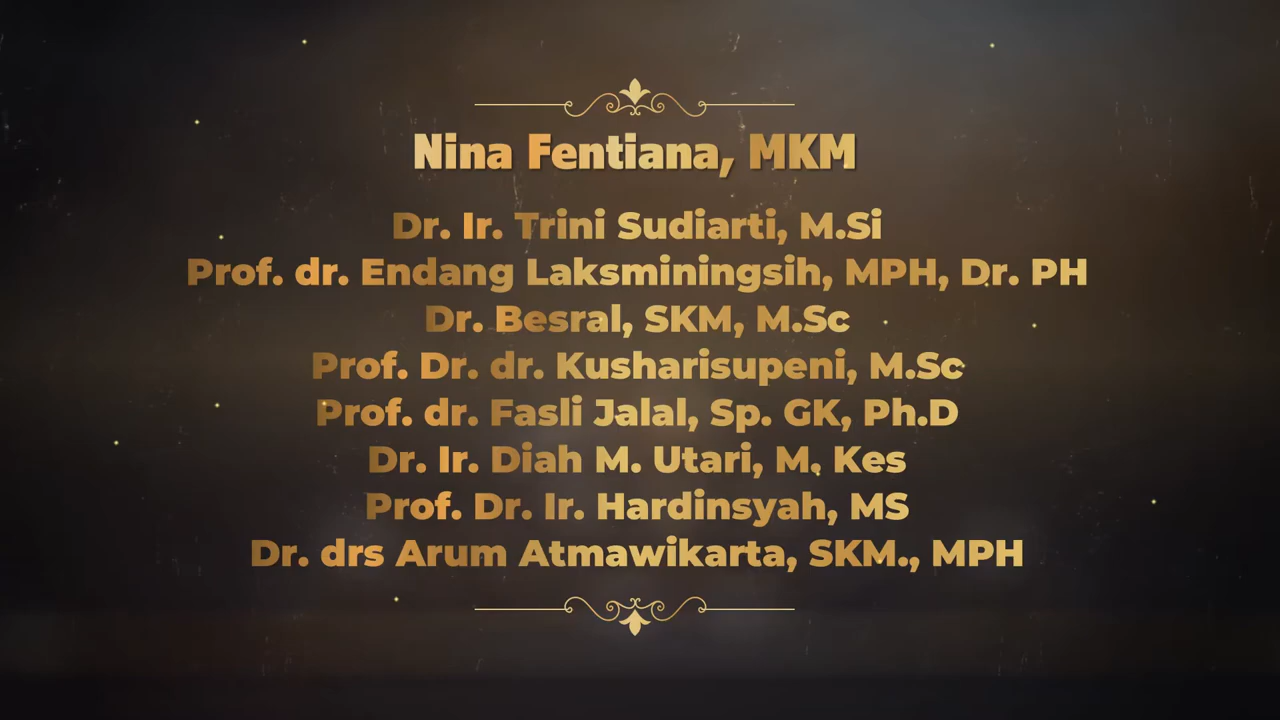 Nina Fentiana, MKM
Dr. Ir. Trini Sudiarti, M.Si
Prof. dr. Endang Laksminingsih, MPH, Dr. PH
Dr. Besral, SKM, M.Sc
Prof. Dr. dr. Kusharisupeni, M.Sc
Prof. dr. Fasli Jalal, Sp. GK, Ph.D
Dr. Ir. Diah M. Utari, M. Kes
Prof. Dr. Ir. Hardinsyah, MS
Dr. drs Arum Atmawikarta, SKM., MPH